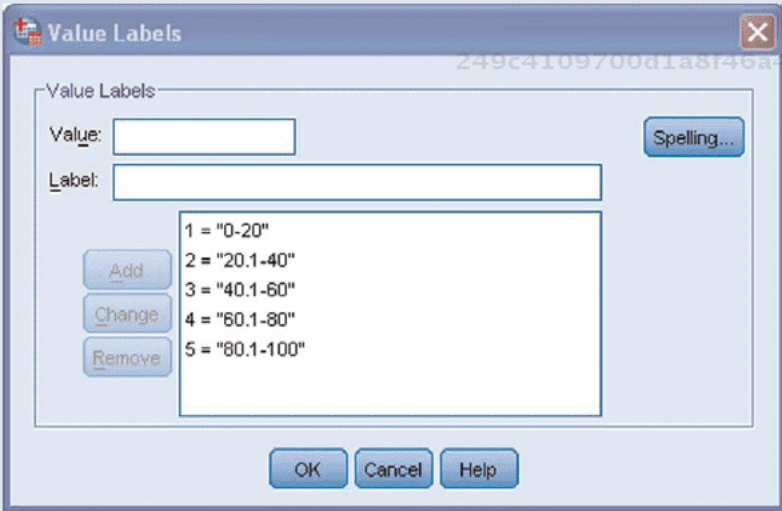 Value Labels
249c4109700d1a8f46a4
Value Labels
Value:
Spelling...
Label:
1 = "0-20"
2 = "20.1-40"
3 = "40.1-60"
4 = "60.1-80"
5 = "80.1-100"
Add
Change
Remove
OK Cancel Help